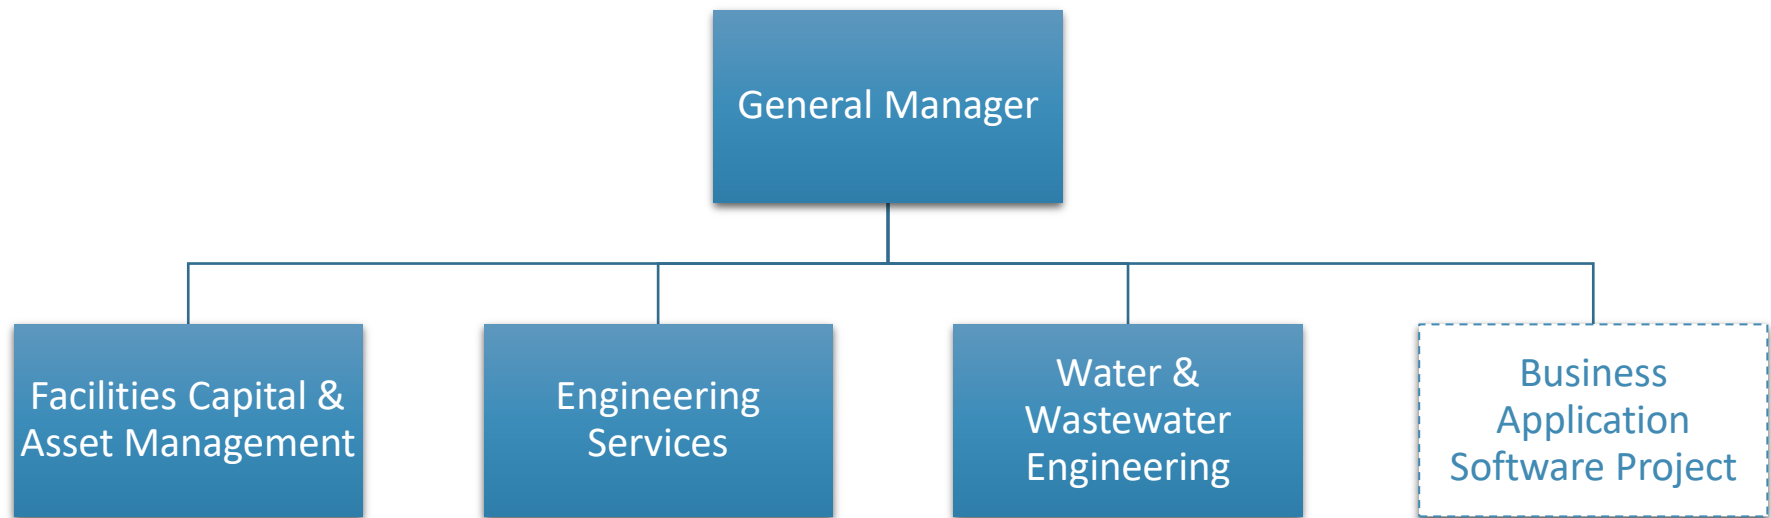 General Manager
Facilities Capital &
Asset Management
Engineering
Services
Water &
Wastewater
Engineering
Business
Application
Software Project